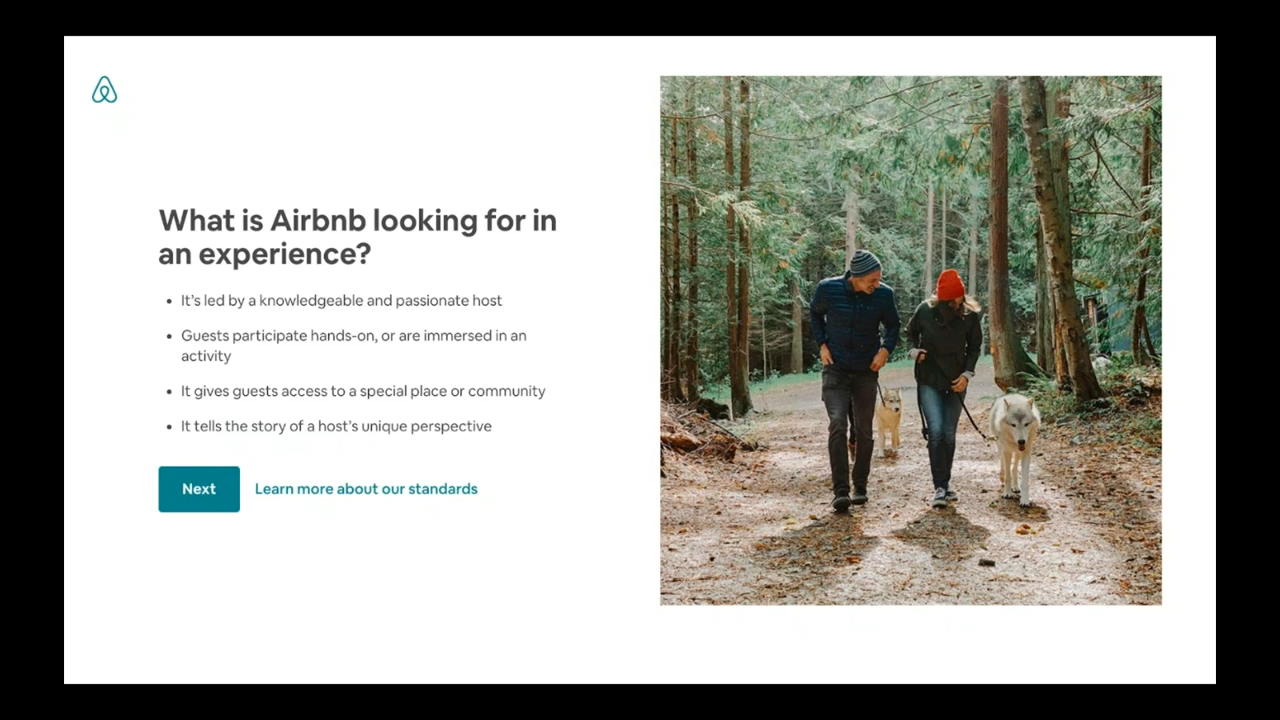 What is Airbnb looking for in
an experience?
• It’s led by a knowledgeable and passionate host
• Guests participate hands-on, or are immersed in an
activity
• It gives guests access to a special place or community
• It tells the story of a host’s unique perspective
Next
Learn more about our standards